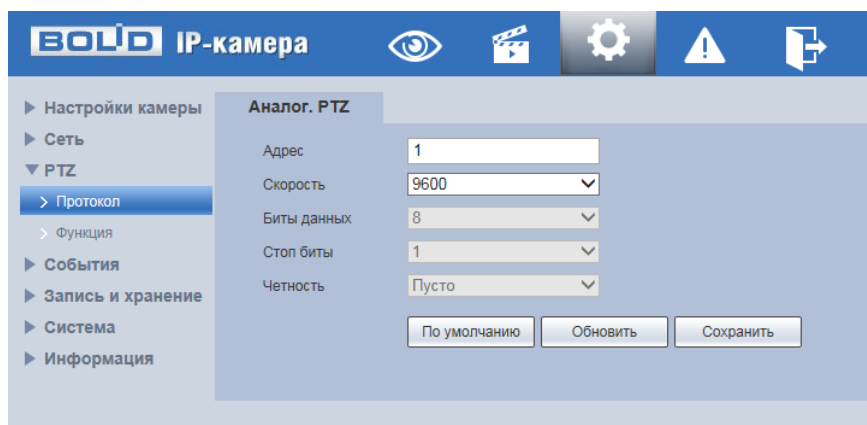 BOLID IP-камера
Настройки камеры
Сеть
PTZ
Протокол
Функция
События
Запись и хранение
Система
Информация
Аналог. PTZ
Адрес 1
Скорость 9600
Биты данных 8
Стоп биты 1
Четность Пусто
По умолчанию Обновить Сохранить